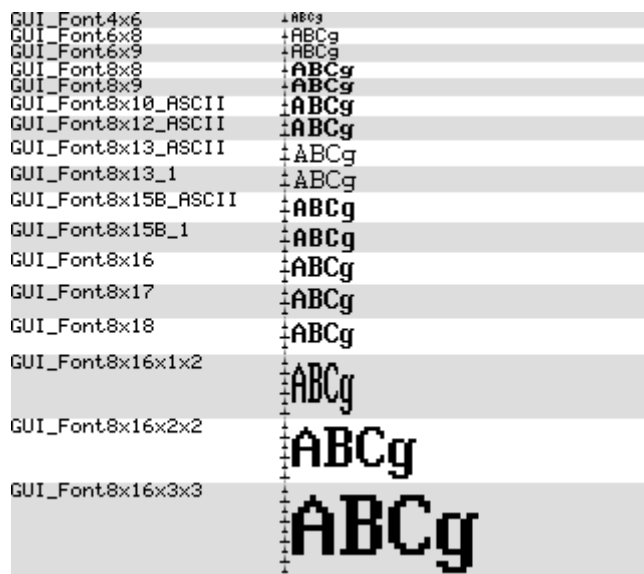 GUI_Font4x6 ABCg
GUI_Font6x8 ABCg
GUI_Font6x9 ABCg
GUI_Font8x8 ABCg
GUI_Font8x9 ABCg
GUI_Font8x10_ASCII ABCg
GUI_Font8x12_ASCII ABCg
GUI_Font8x13_ASCII ABCg
GUI_Font8x13_1 ABCg
GUI_Font8x15B_ASCII ABCg
GUI_Font8x15B_1 ABCg
GUI_Font8x16 ABCg
GUI_Font8x17 ABCg
GUI_Font8x18 ABCg
GUI_Font8x16x1x2 ABCg
GUI_Font8x16x2x2 ABCg
GUI_Font8x16x3x3 ABCg